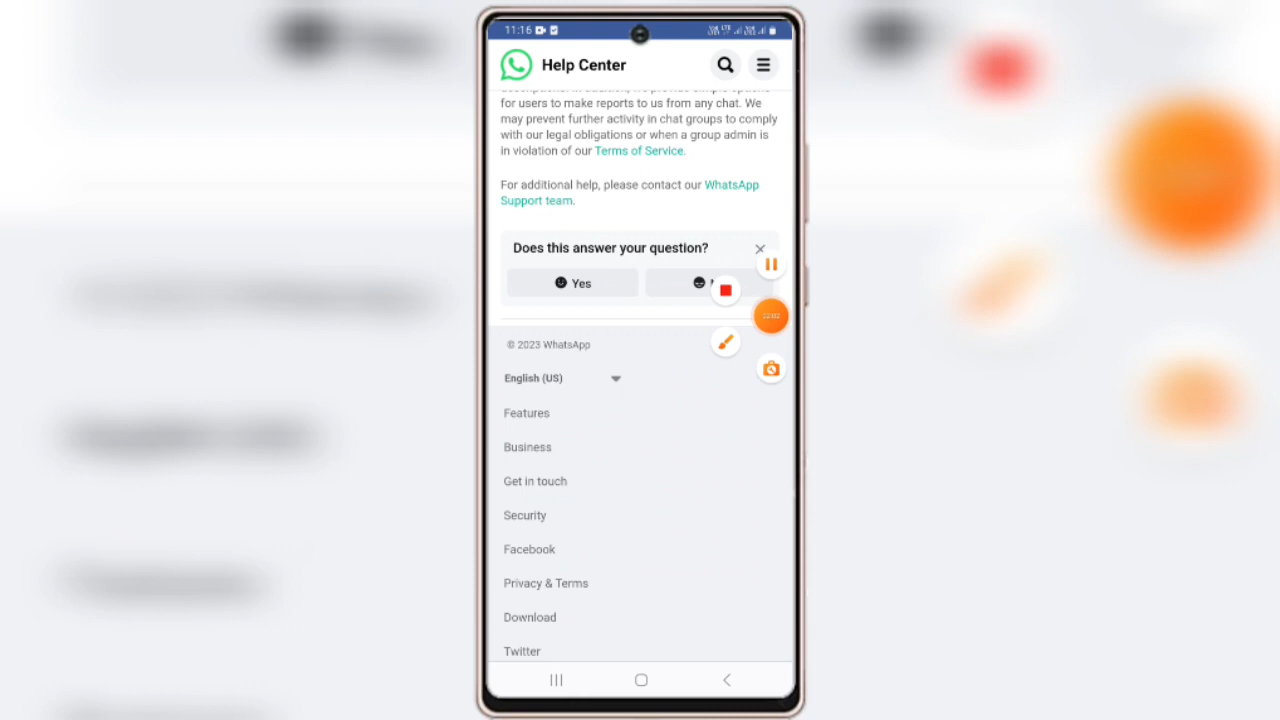 11:16
Help Center
for users to make reports to us from any chat. We
may prevent further activity in chat groups to comply
with our legal obligations or when a group admin is
in violation of our Terms of Service.
For additional help, please contact our WhatsApp
Support team.
Does this answer your question?
Yes
© 2023 WhatsApp
English (US)
Features
Business
Get in touch
Security
Facebook
Privacy & Terms
Download
Twitter